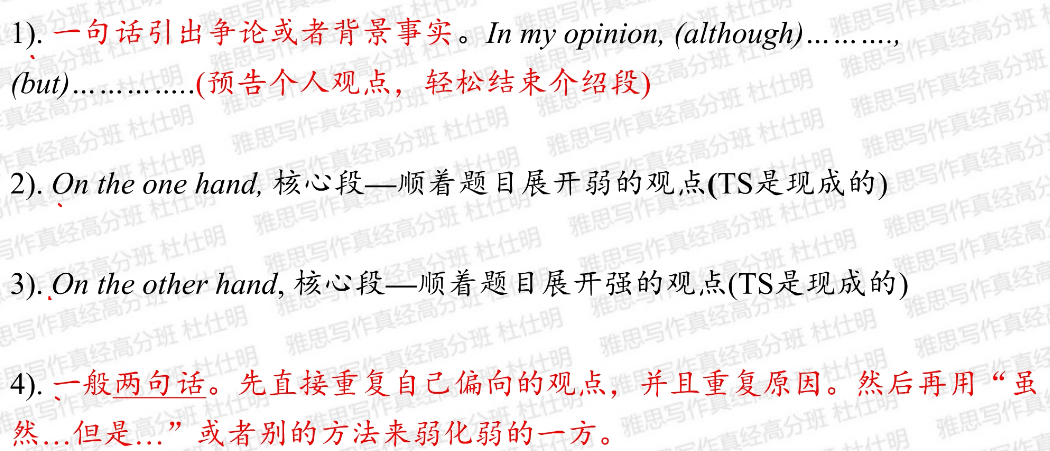 1). 一句话引出争论或者背景事实。In my opinion, (although)……….,
(but)…………..(预告个人观点，轻松结束介绍段)
2). On the one hand, 核心段—顺着题目展开弱的观点(TS是现成的)
3). On the other hand, 核心段—顺着题目展开强的观点(TS是现成的)
4). 一般两句话。先直接重复自己偏向的观点，并且重复原因。然后再用“虽
然…但是…”或者别的方法来弱化弱的一方。
雅思写作真经高分班 杜仕明